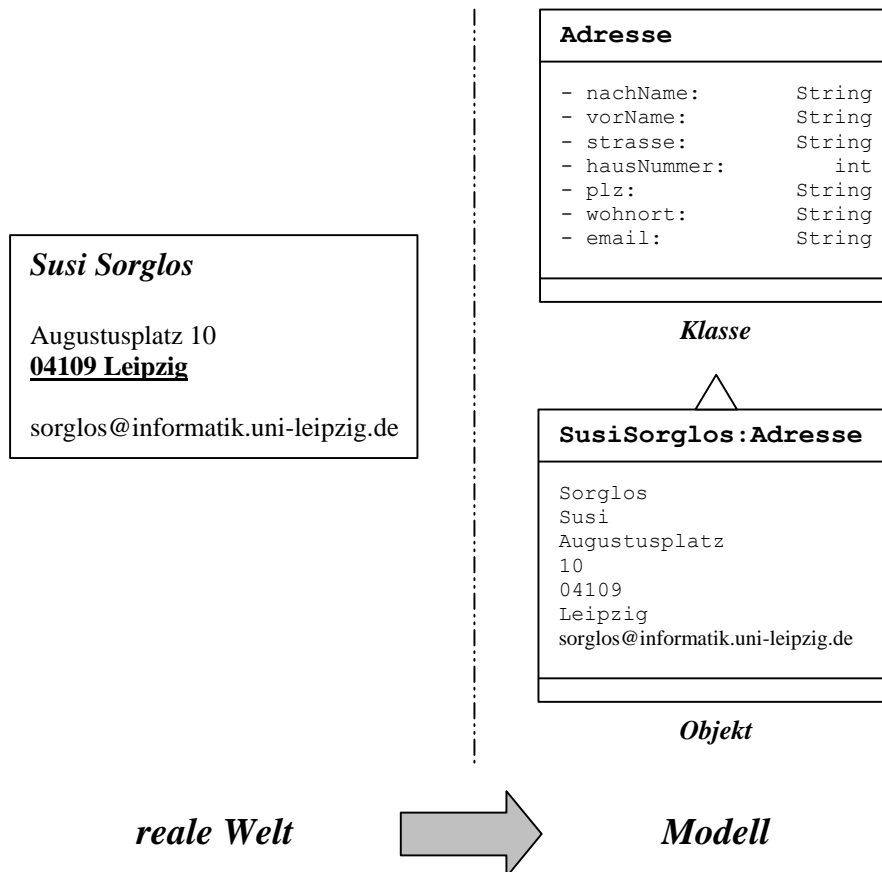 Susi Sorglos
Augustusplatz 10
04109 Leipzig
sorglos@informatik.uni-leipzig.de
Adresse
- nachName: String
- vorName: String
- strasse: String
- hausNummer: int
- plz: String
- wohnort: String
- email: String
Klasse
SusiSorglos:Adresse
Sorglos
Susi
Augustusplatz
10
04109
Leipzig
sorglos@informatik.uni-leipzig.de
Objekt
reale Welt
Modell